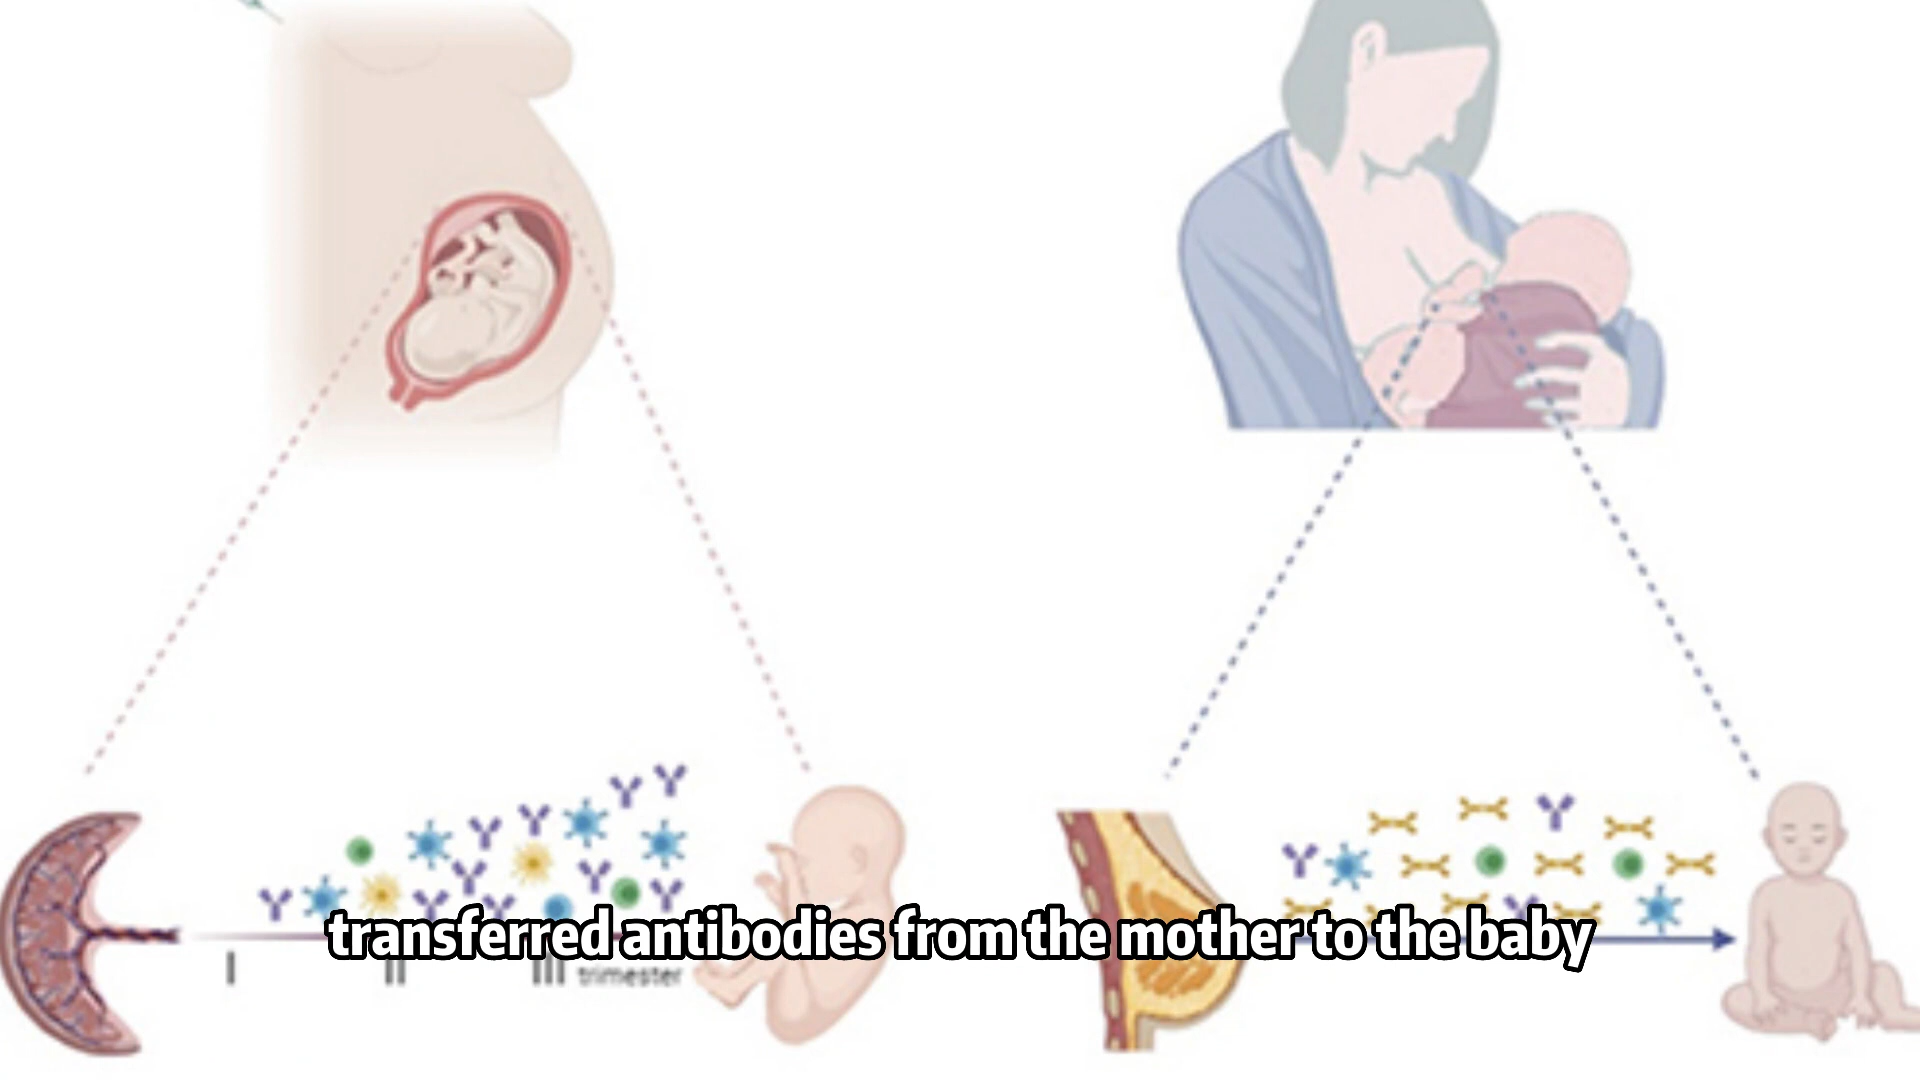 transferred antibodies from the mother to the baby
I II III trimester